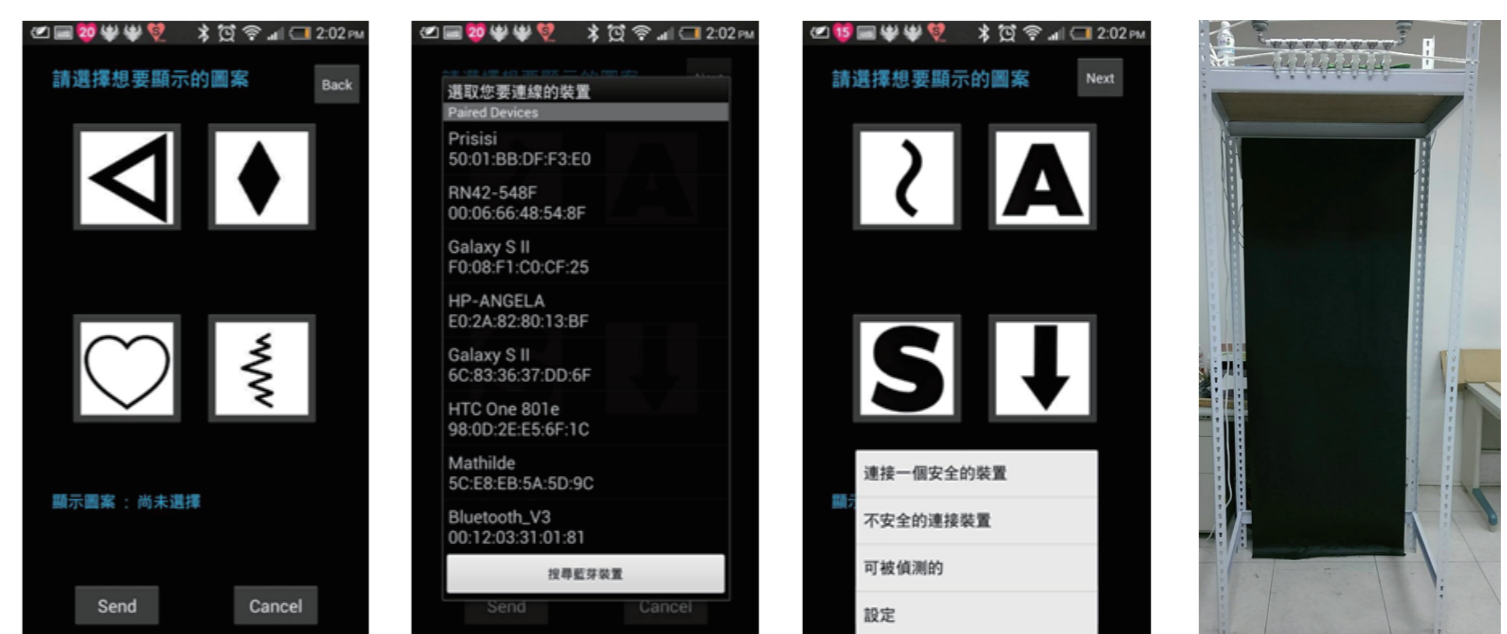 20
2:02 PM
請選擇想要顯示的圖案
Back
顯示圖案 : 尚未選擇
Send
Cancel
20
2:02 PM
選取您要連線的裝置
Paired Devices
Prisisi
50:01:BB:DF:F3:E0
RN42-548F
00:06:66:48:54:8F
Galaxy S II
F0:08:F1:C0:CF:25
HP-ANGELA
E0:2A:82:80:13:BF
Galaxy S II
6C:83:36:37:DD:6F
HTC One 801e
98:0D:2E:E5:6F:1C
Mathilde
5C:E8:EB:5A:5D:9C
Bluetooth_V3
00:12:03:31:01:81
搜尋藍芽裝置
Send
Cancel
15
2:02 PM
請選擇想要顯示的圖案
Next
A
S
顯
連接一個安全的裝置
不安全的連接裝置
可被偵測的
設定